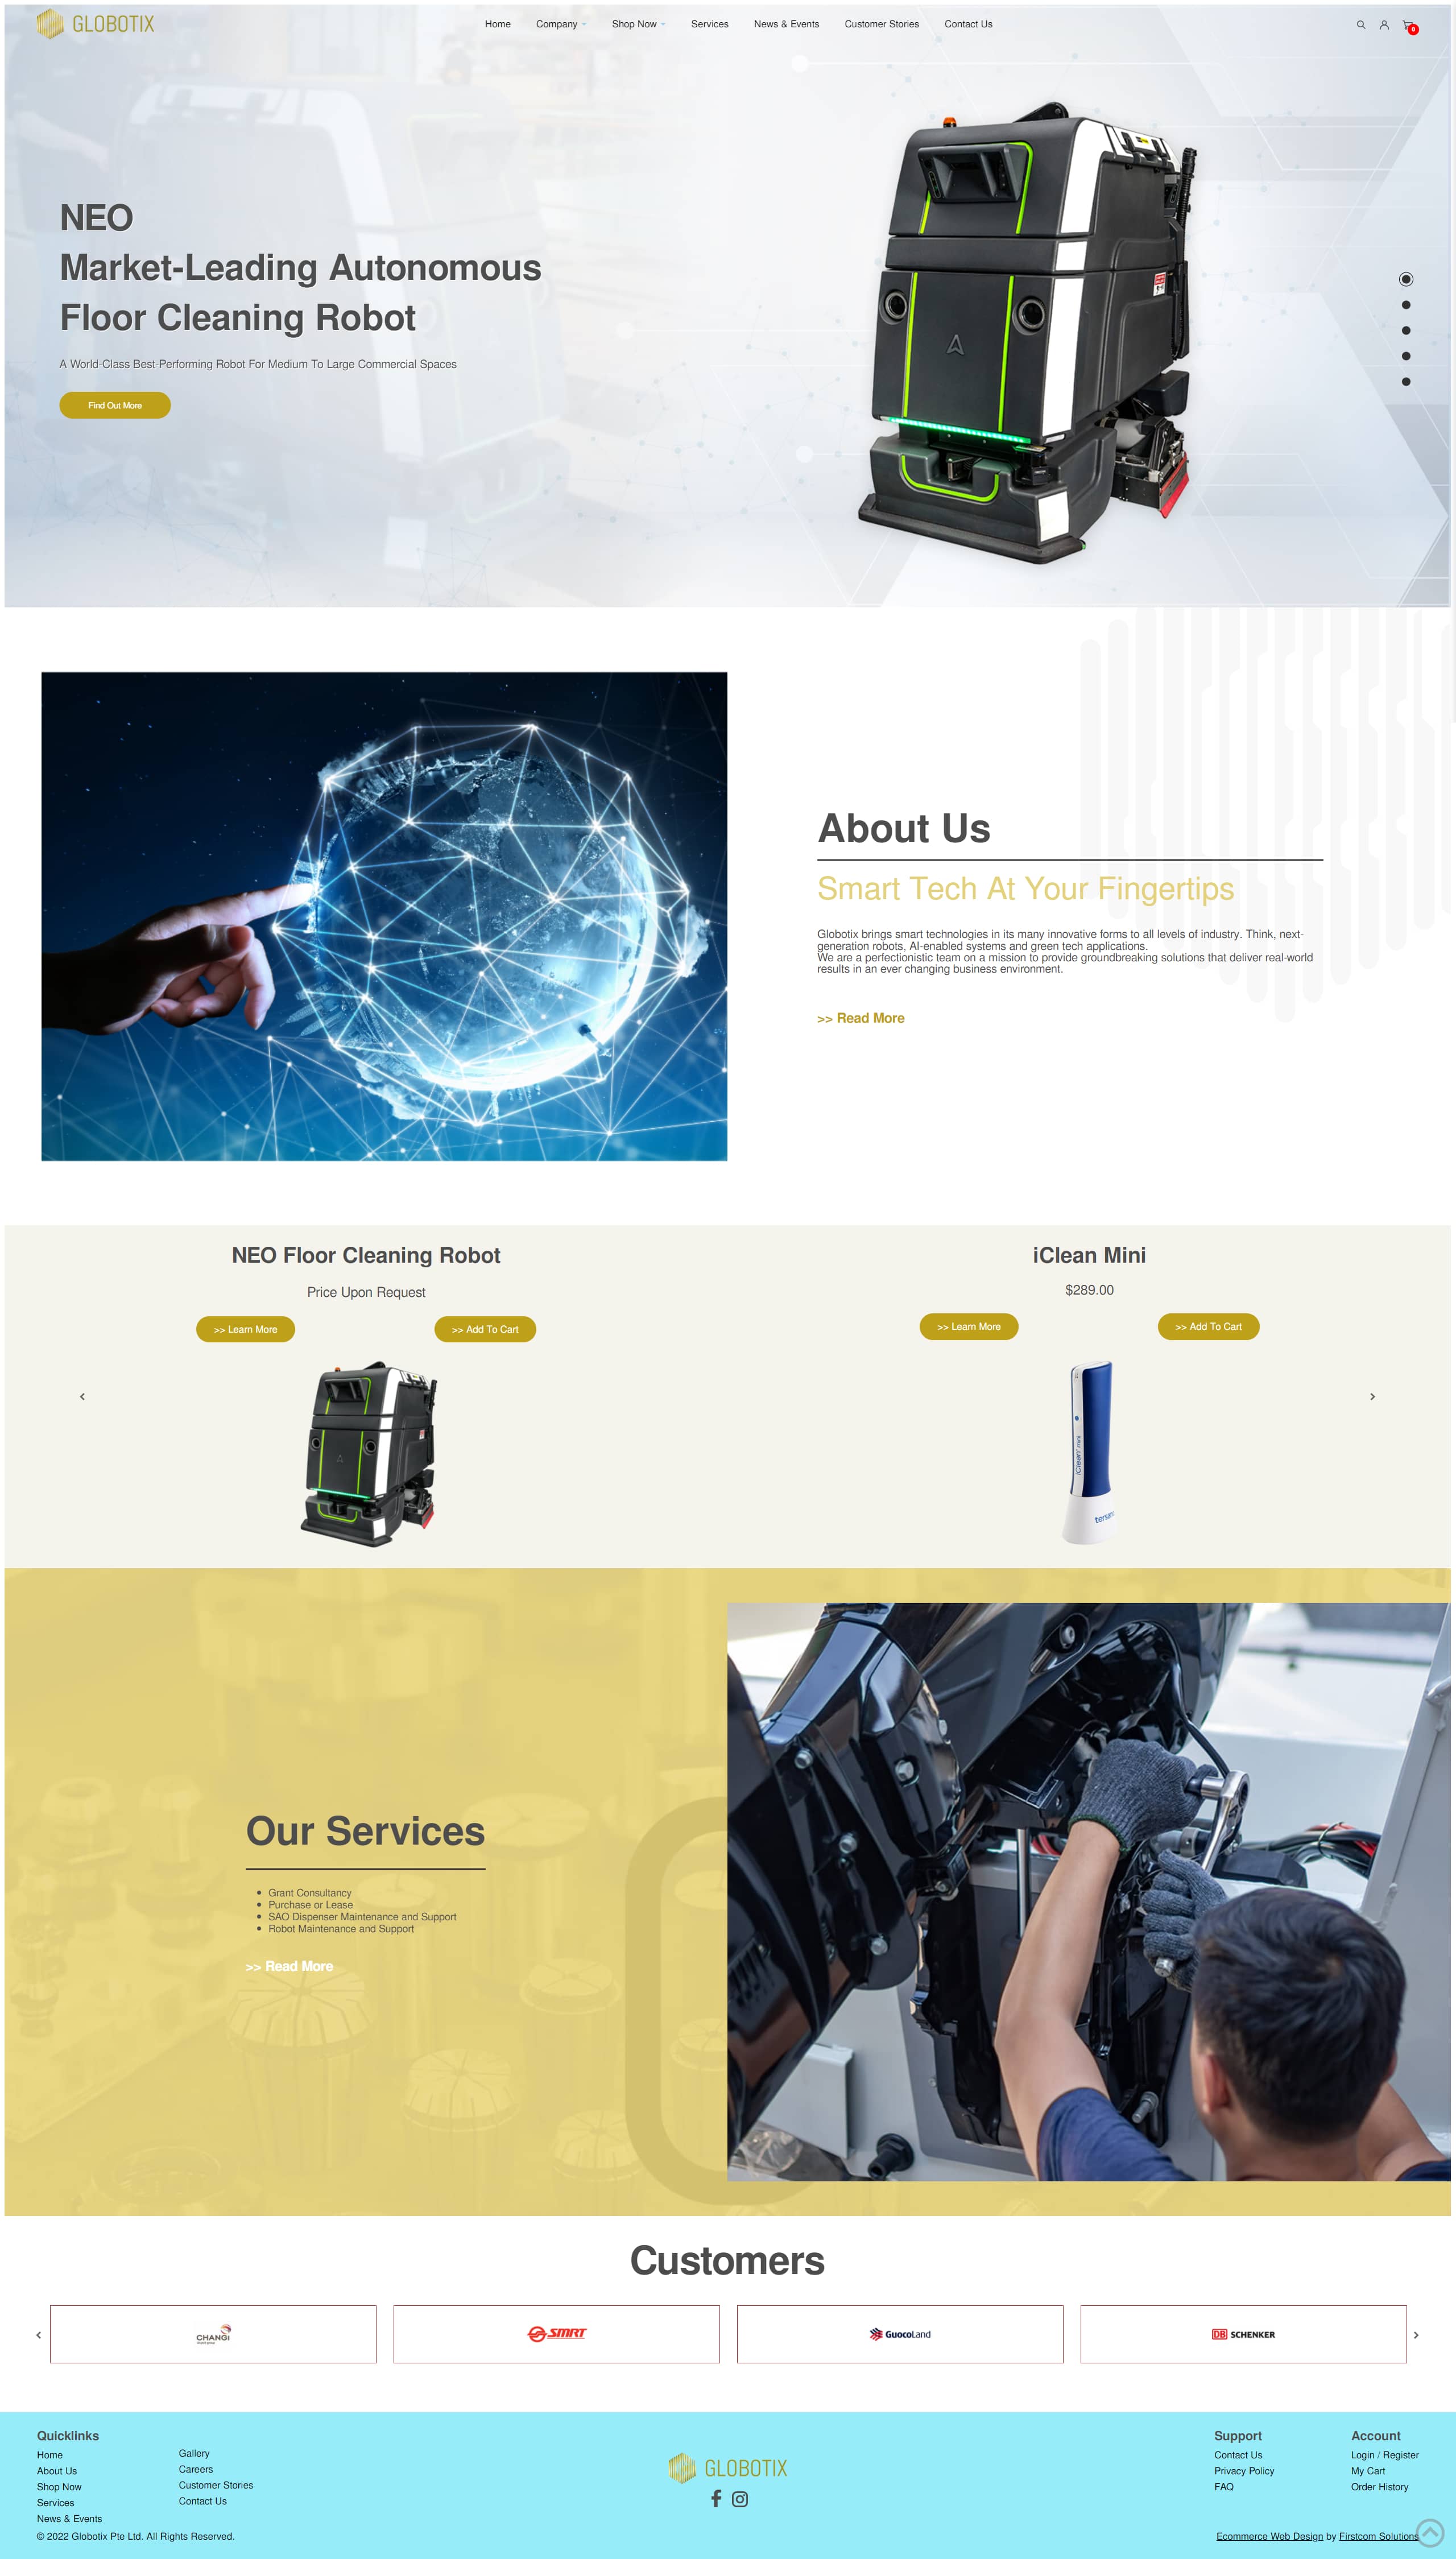 GLOBOTIX
Home Company Shop Now Services News & Events Customer Stories Contact Us
0
NEO
Market-Leading Autonomous
Floor Cleaning Robot
A World-Class Best-Performing Robot For Medium To Large Commercial Spaces
Find Out More
About Us
Smart Tech At Your Fingertips
Globotix brings smart technologies in its many innovative forms to all levels of industry. Think, next-
generation robots, AI-enabled systems and green tech applications.
We are a perfectionistic team on a mission to provide groundbreaking solutions that deliver real-world
results in an ever changing business environment.
>> Read More
NEO Floor Cleaning Robot
Price Upon Request
>> Learn More >> Add To Cart
iClean Mini
$289.00
>> Learn More >> Add To Cart
iClean mini
Our Services
Grant Consultancy
Purchase or Lease
SAO Dispenser Maintenance and Support
Robot Maintenance and Support
>> Read More
Customers
CHANGI
SMRT
GUOCOLAND
DB SCHENKER
Quicklinks
Home
About Us
Shop Now
Services
News & Events
Gallery
Careers
Customer Stories
Contact Us
GLOBOTIX
Support
Contact Us
Privacy Policy
FAQ
Account
Login / Register
My Cart
Order History
© 2022 Globotix Pte Ltd. All Rights Reserved.
Ecommerce Web Design by Firstcom Solutions